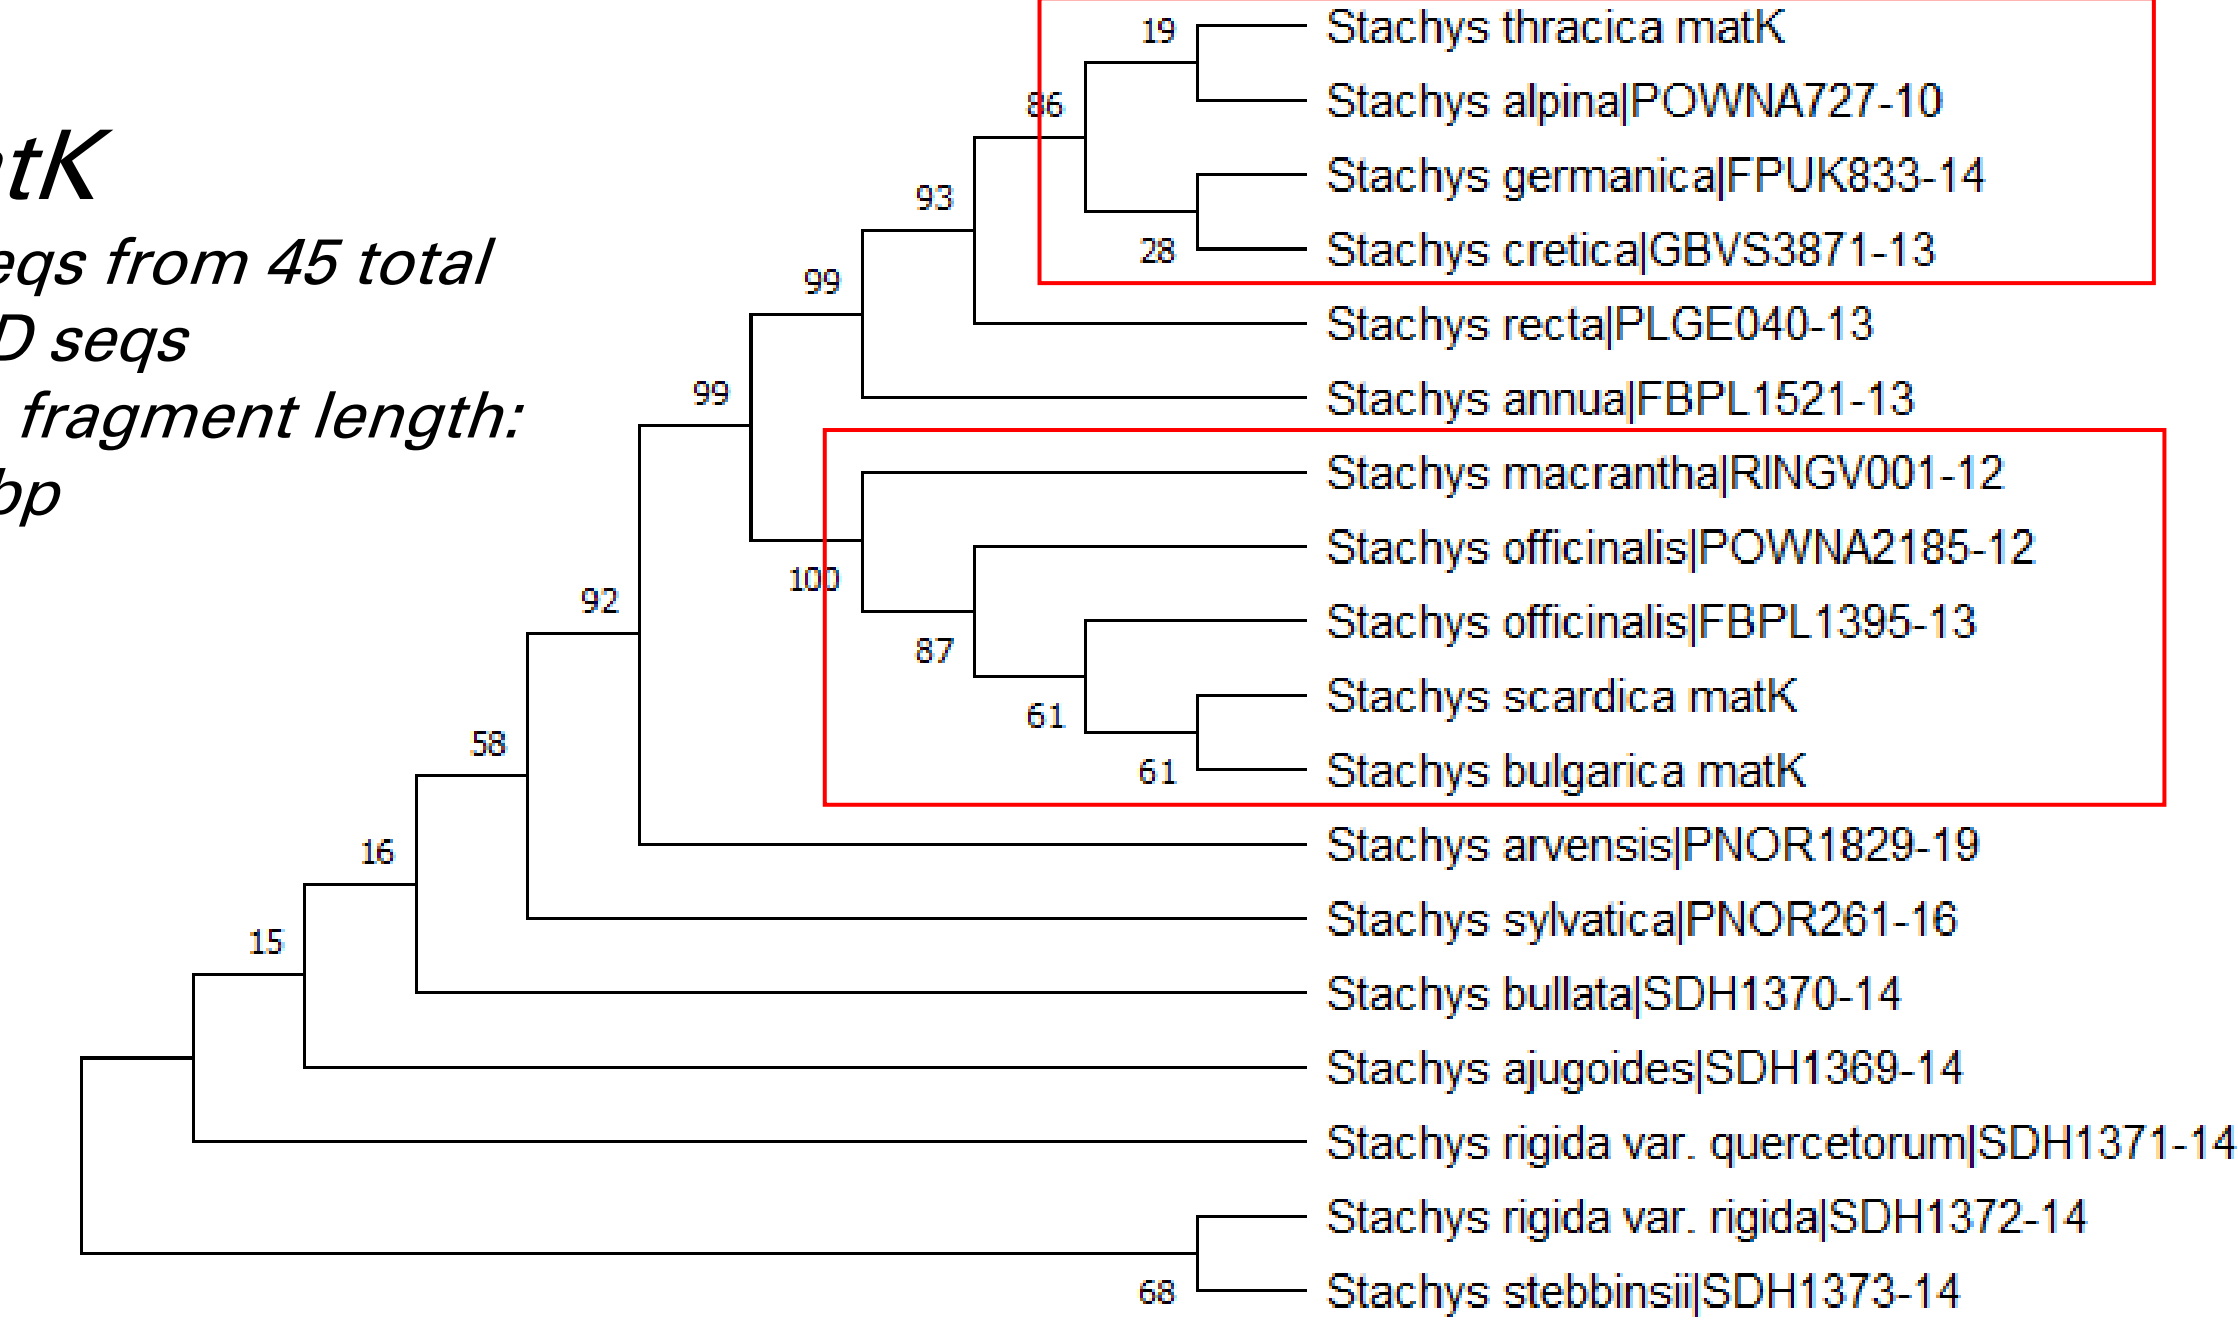 tK
from 45 total
seqs
fragment length:
bp
19
Stachys thracica matK
86
Stachys alpina|POWNA727-10
Stachys germanica|FPUK833-14
93
28
Stachys cretica|GBVS3871-13
99
Stachys recta|PLGE040-13
99
Stachys annua|FBPL1521-13
Stachys macrantha|RINGV001-12
Stachys officinalis|POWNA2185-12
100
92
Stachys officinalis|FBPL1395-13
87
Stachys scardica matK
61
58
Stachys bulgarica matK
61
Stachys arvensis|PNOR1829-19
16
Stachys sylvatica|PNOR261-16
15
Stachys bullata|SDH1370-14
Stachys ajugoides|SDH1369-14
Stachys rigida var. quercetorum|SDH1371-14
Stachys rigida var. rigida|SDH1372-14
68
Stachys stebbinsii|SDH1373-14